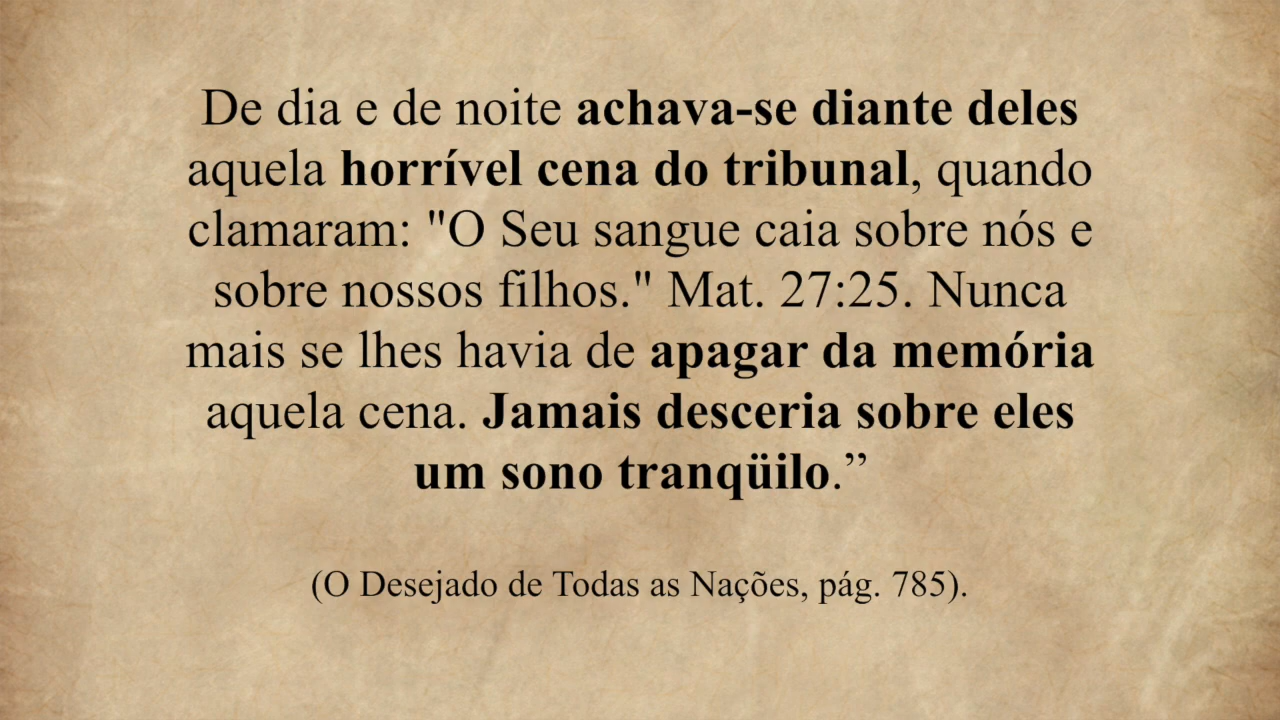 De dia e de noite achava-se diante deles
aquela horrível cena do tribunal, quando
clamaram: "O Seu sangue caia sobre nós e
sobre nossos filhos." Mat. 27:25. Nunca
mais se lhes havia de apagar da memória
aquela cena. Jamais desceria sobre eles
um sono tranqüilo.”
(O Desejado de Todas as Nações, pág. 785).